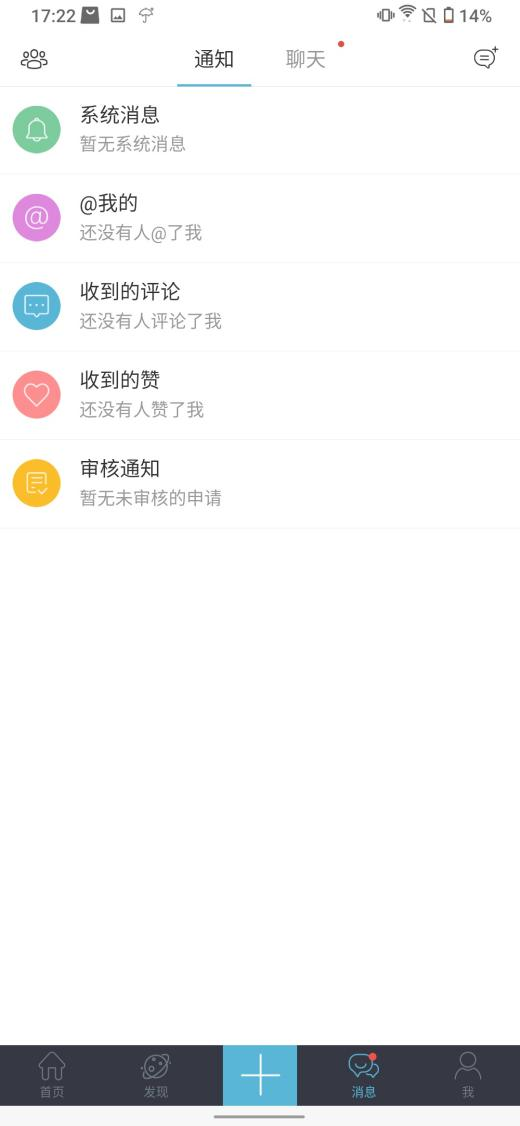 17:22 14%
通知 聊天
系统消息
暂无系统消息
@我的
还没有人@了我
收到的评论
还没有人评论了我
收到的赞
还没有人赞了我
审核通知
暂无未审核的申请
首页 发现 消息 我